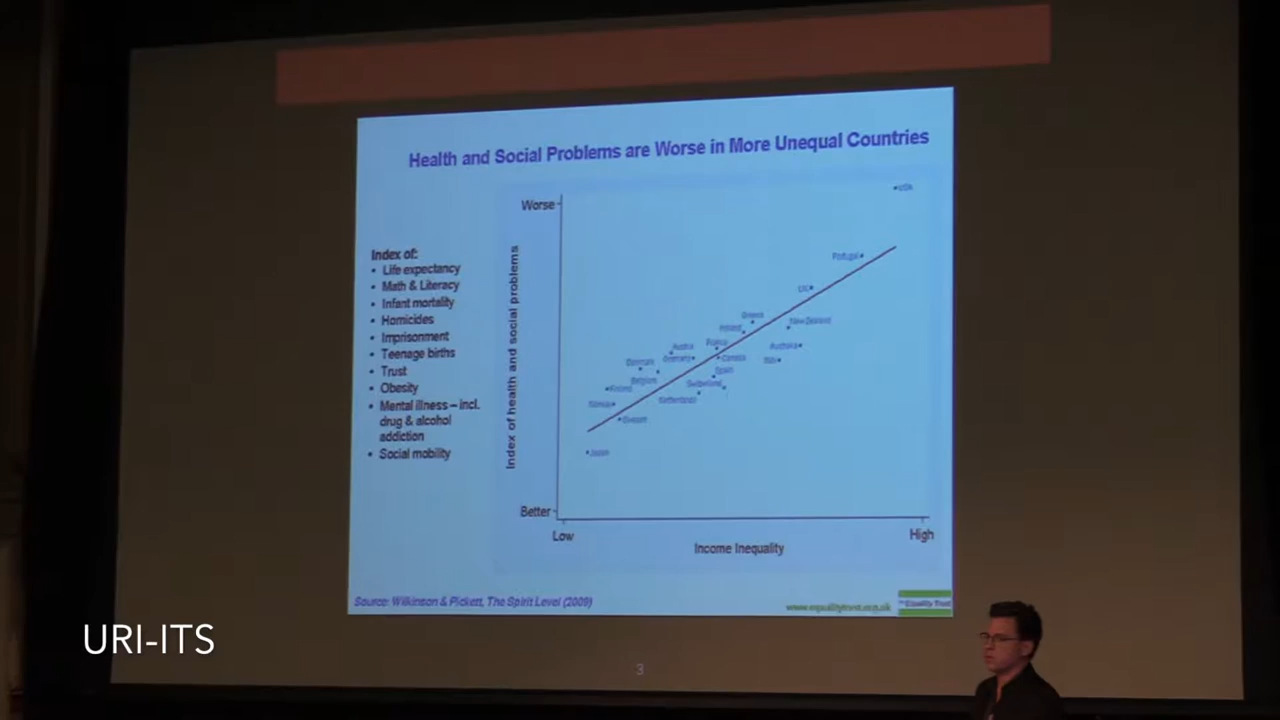 Health and Social Problems are Worse in More Unequal Countries
Worse
Index of health and social problems
Better
Low
High
Income Inequality
Index of:
• Life expectancy
• Math & Literacy
• Infant mortality
• Homicides
• Imprisonment
• Teenage births
• Trust
• Obesity
• Mental illness – incl.
drug & alcohol
addiction
• Social mobility
USA
Portugal
UK
Greece
New Zealand
Ireland
Australia
France
Austria
Germany
Canada
Italy
Denmark
Spain
Belgium
Switzerland
Finland
Netherlands
Norway
Sweden
Japan
Source: Wilkinson & Pickett, The Spirit Level (2009)
www.equalitytrust.org.uk
The Equality Trust
URI-ITS
3